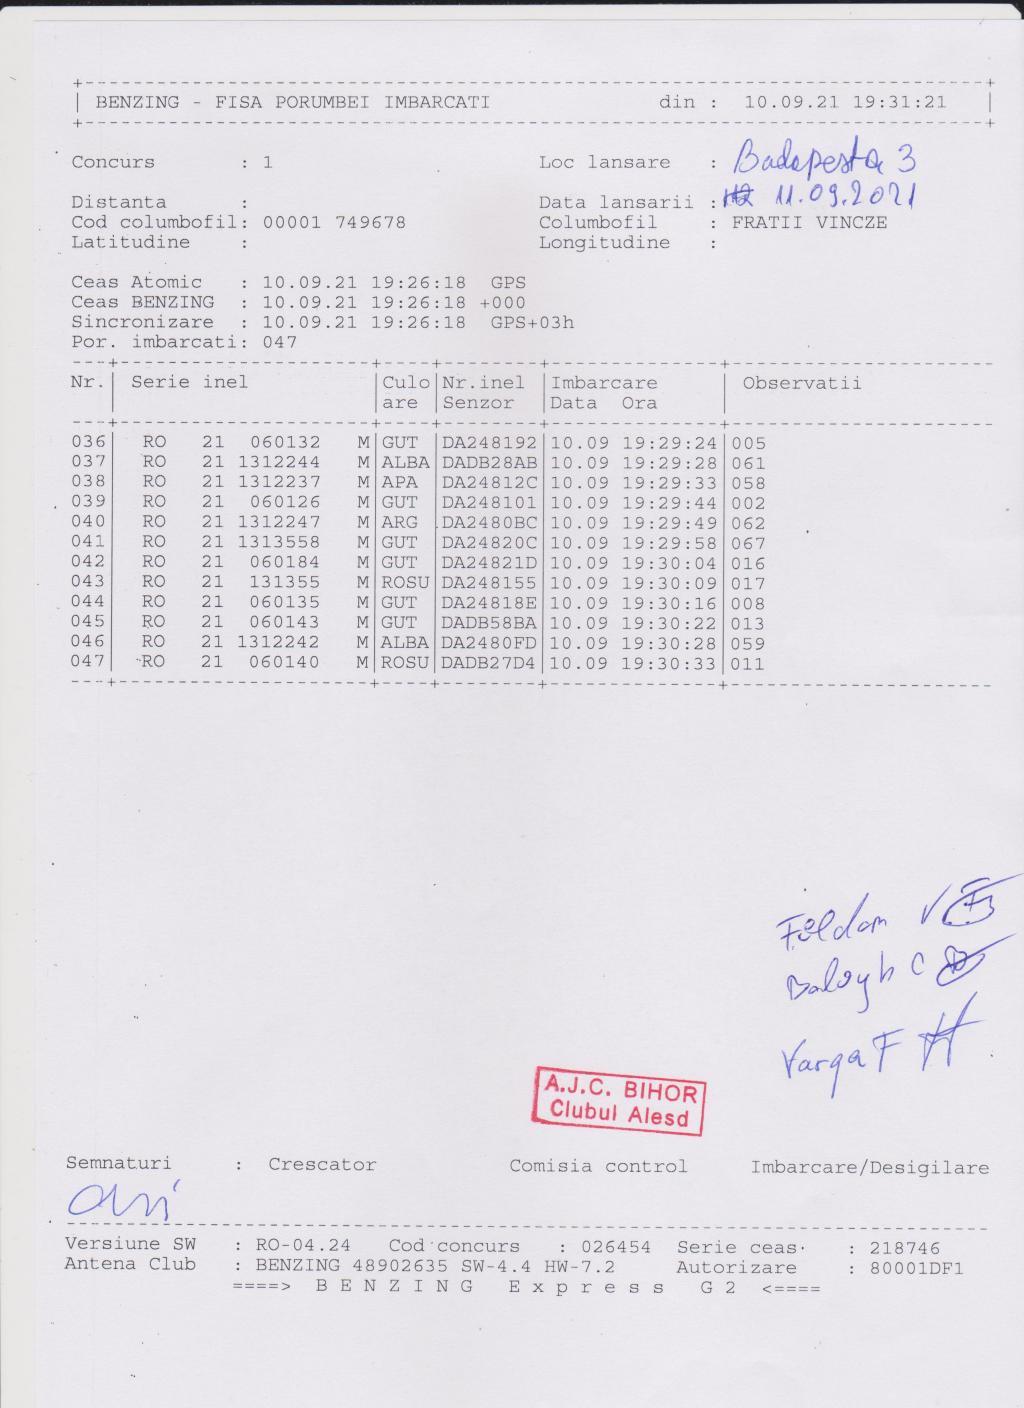 BENZING - FISA PORUMBEI IMBARCATI din : 10.09.21 19:31:21
Concurs : 1 Loc lansare : Badapesta 3
Distanta : Data lansarii : 11.09.2021
Cod columbofil: 00001 749678 Columbofil : FRATII VINCZE
Latitudine : Longitudine :
Ceas Atomic : 10.09.21 19:26:18 GPS
Ceas BENZING : 10.09.21 19:26:18 +000
Sincronizare : 10.09.21 19:26:18 GPS+03h
Por. imbarcati: 047
Nr. Serie inel Culo Nr.inel Imbarcare Observatii
are Senzor Data Ora
036 RO 21 060132 M GUT DA248192 10.09 19:29:24 005
037 RO 21 1312244 M ALBA DADB28AB 10.09 19:29:28 061
038 RO 21 1312237 M APA DA24812C 10.09 19:29:33 058
039 RO 21 060126 M GUT DA248101 10.09 19:29:44 002
040 RO 21 1312247 M ARG DA2480BC 10.09 19:29:49 062
041 RO 21 1313558 M GUT DA24820C 10.09 19:29:58 067
042 RO 21 060184 M GUT DA24821D 10.09 19:30:04 016
043 RO 21 131355 M ROSU DA248155 10.09 19:30:09 017
044 RO 21 060135 M GUT DA24818E 10.09 19:30:16 008
045 RO 21 060143 M GUT DADB58BA 10.09 19:30:22 013
046 RO 21 1312242 M ALBA DA2480FD 10.09 19:30:28 059
047 RO 21 060140 M ROSU DADB27D4 10.09 19:30:33 011
Feldan V
Balogh C
Varga F
A.J.C. BIHOR
Clubul Alesd
Semnaturi : Crescator Comisia control Imbarcare/Desigilare
Versiune SW : RO-04.24 Cod concurs : 026454 Serie ceas : 218746
Antena Club : BENZING 48902635 SW-4.4 HW-7.2 Autorizare : 80001DF1
====> B E N Z I N G E x p r e s s G 2 <====